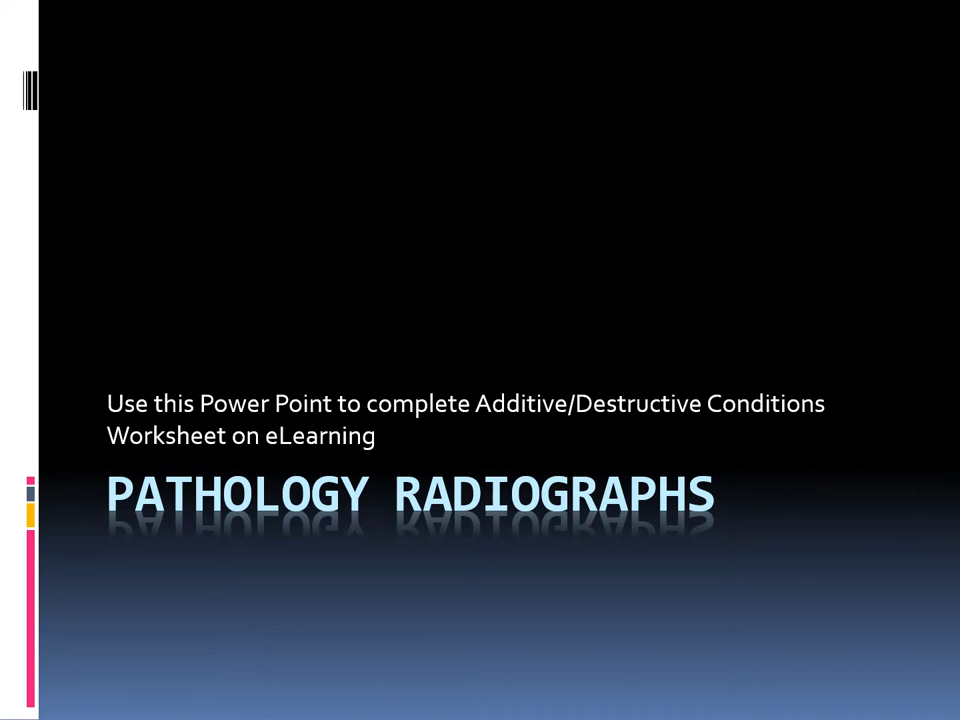 Use this Power Point to complete Additive/Destructive Conditions
Worksheet on eLearning
PATHOLOGY RADIOGRAPHS